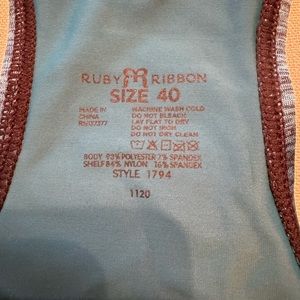 RUBY RIBBON
SIZE 40
MADE IN
CHINA
RN137377
MACHINE WASH COLD
DO NOT BLEACH
LAY FLAT TO DRY
DO NOT IRON
DO NOT DRY CLEAN
BODY 93% POLYESTER 7% SPANDEX
SHELF 84% NYLON 16% SPANDEX
STYLE 1794
1120